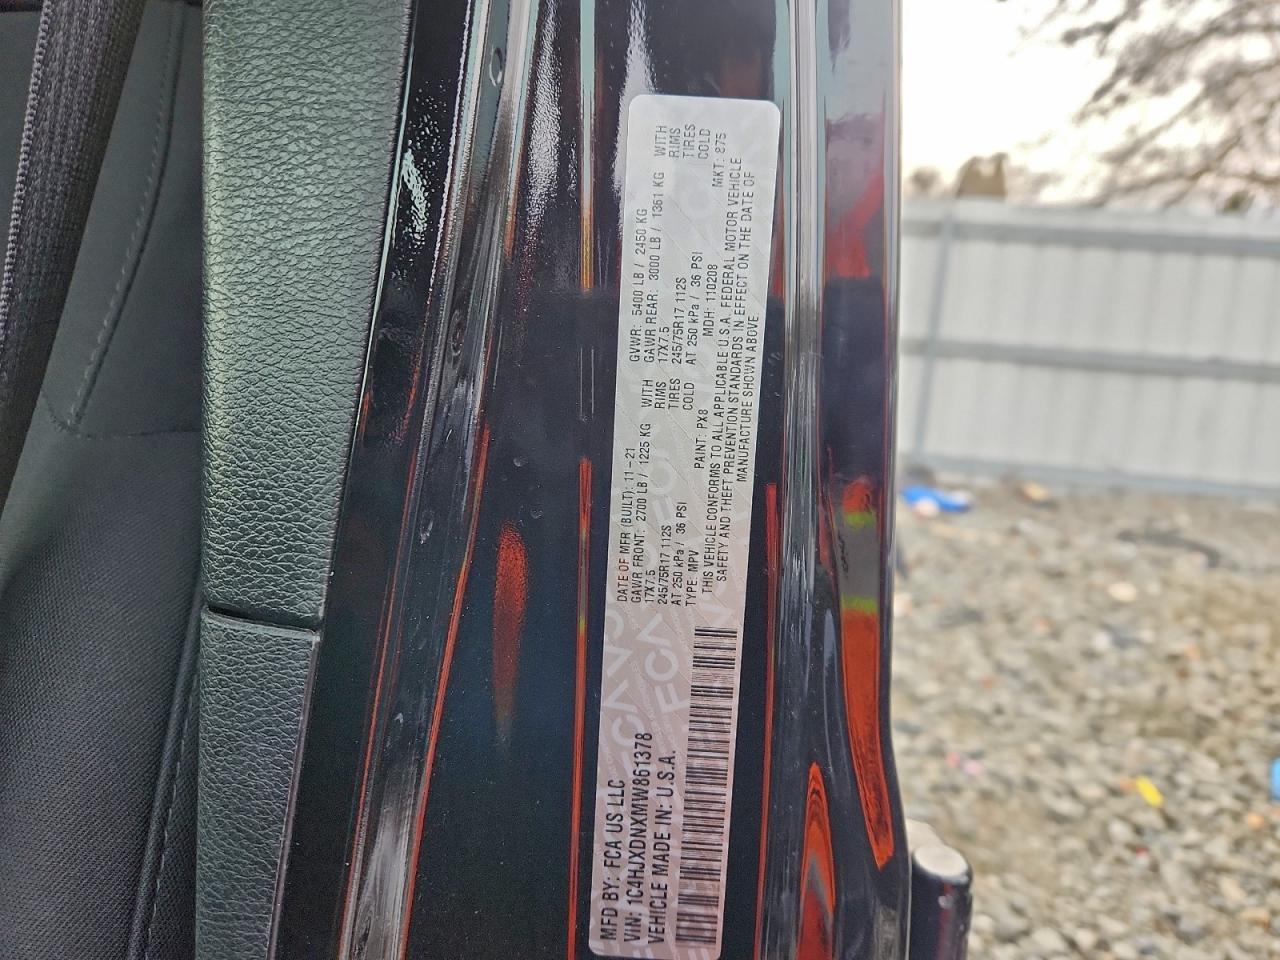 MFD BY: FCA US LLC
VIN: 1C4HJXDNXMW861378
VEHICLE MADE IN: U.S.A.
DATE OF MFR (BUILT): 11-21 GVWR: 5400 LB / 2450 KG
GAWR FRONT: 2700 LB / 1225 KG WITH GAWR REAR: 3000 LB / 1361 KG WITH
17X7.5 RIMS 17X7.5 RIMS
245/75R17 112S TIRES 245/75R17 112S TIRES
AT 250 kPa / 36 PSI COLD AT 250 kPa / 36 PSI COLD
TYPE: MPV PAINT: PX8 MDH: 110208 MKT: 875
THIS VEHICLE CONFORMS TO ALL APPLICABLE U.S.A. FEDERAL MOTOR VEHICLE
SAFETY AND THEFT PREVENTION STANDARDS IN EFFECT ON THE DATE OF
MANUFACTURE SHOWN ABOVE